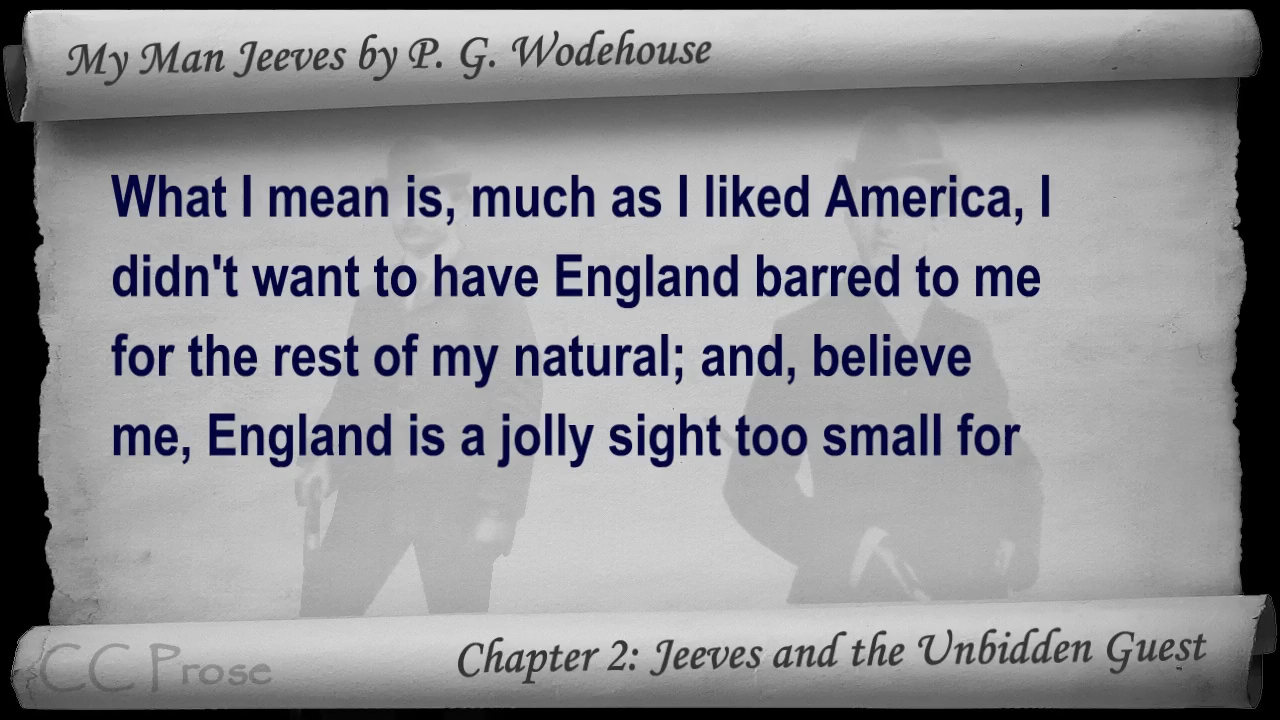 My Man Jeeves by P. G. Wodehouse
What I mean is, much as I liked America, I
didn't want to have England barred to me
for the rest of my natural; and, believe
me, England is a jolly sight too small for
CC Prose
Chapter 2: Jeeves and the Unbidden Guest